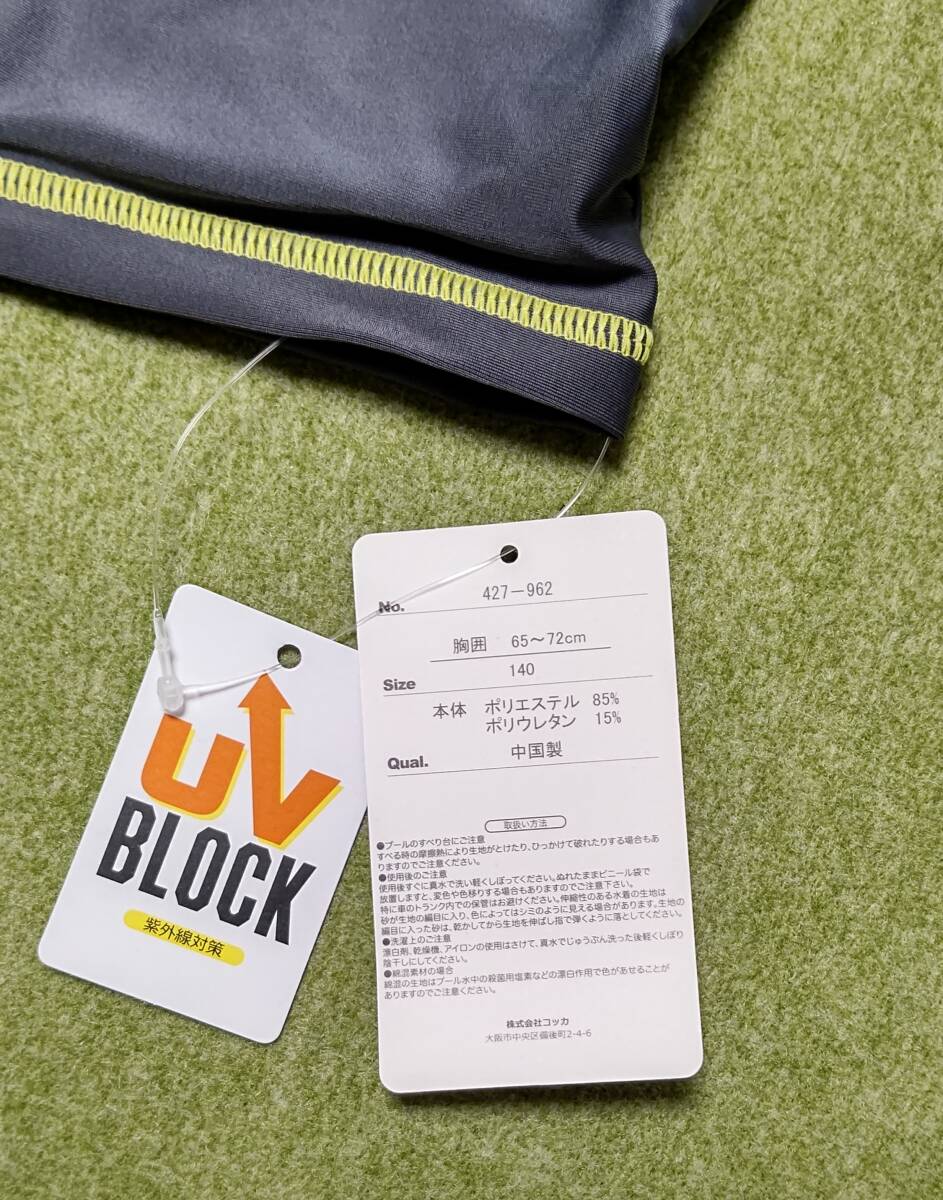 UV
BLOCK
紫外線対策
No. 427-962
胸囲 65〜72cm
Size 140
本体 ポリエステル 85%
ポリウレタン 15%
Qual. 中国製
取扱い方法
●プールのすべり台にご注意
すべる時の摩擦熱により生地がとけたり、ひっかけて破れたりする場合もあ
りますのでご注意ください。
●使用後のご注意
使用後すぐに真水で洗い軽くしぼってください。ぬれたままビニール袋で
放置しますと、変色や色移りする場合もありますのでご注意下さい。
特に車のトランク内での保管はお避けください。伸縮性のある水着の生地は
砂が生地の編目に入り、色によってはシミのように見える場合があります。生地の
編目に入った砂は、乾かしてから生地を伸ばし指で弾くように落としてください。
●洗濯上のご注意
漂白剤、乾燥機、アイロンの使用はさけて、真水でじゅうぶん洗った後軽くしぼり
陰干しにしてください。
●綿混素材の場合
綿混の生地はプール水中の殺菌用塩素などの漂白作用で色があせることが
ありますのでご注意ください。
株式会社コッカ
大阪市中央区備後町2-4-6